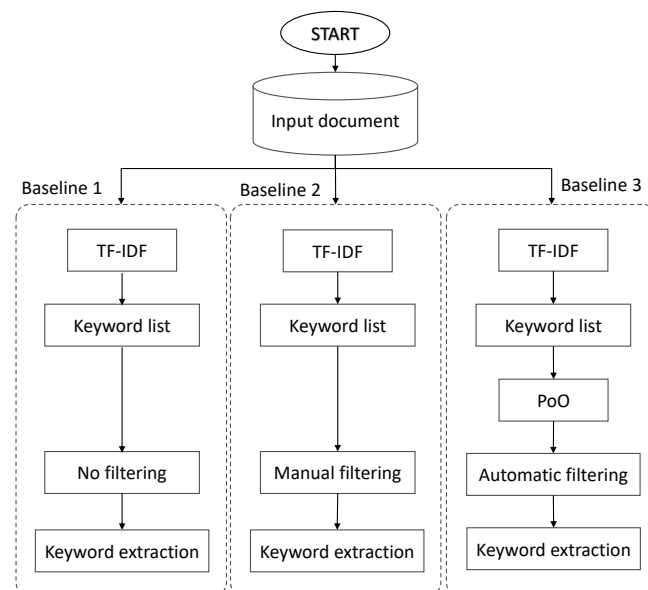 START
Input document
Baseline 1
Baseline 2
Baseline 3
TF-IDF
Keyword list
No filtering
Keyword extraction
TF-IDF
Keyword list
Manual filtering
Keyword extraction
TF-IDF
Keyword list
PoO
Automatic filtering
Keyword extraction